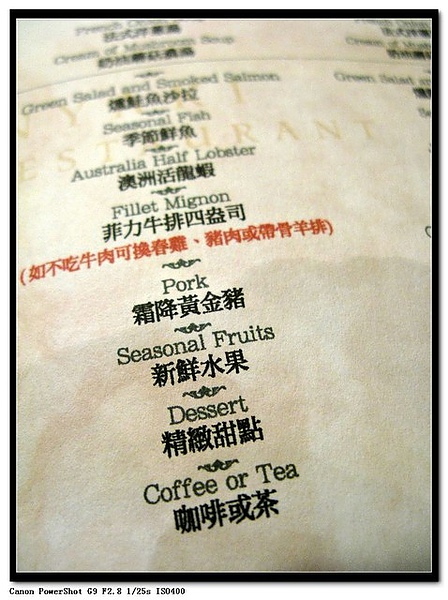 French Onion
法式洋蔥湯
Cream of Mushroom Soup
奶油蘑菇濃湯
Green Salad and Smoked Salmon
燻鮭魚沙拉
Seasonal Fish
季節鮮魚
RESTAURANT
Australia Half Lobster
澳洲活龍蝦
Fillet Mignon
菲力牛排四盎司
(如不吃牛肉可換春雞、豬肉或帶骨羊排)
Pork
霜降黃金豬
Seasonal Fruits
新鮮水果
Dessert
精緻甜點
Coffee or Tea
咖啡或茶
Green Salad
Canon PowerShot G9 F2.8 1/25s ISO400